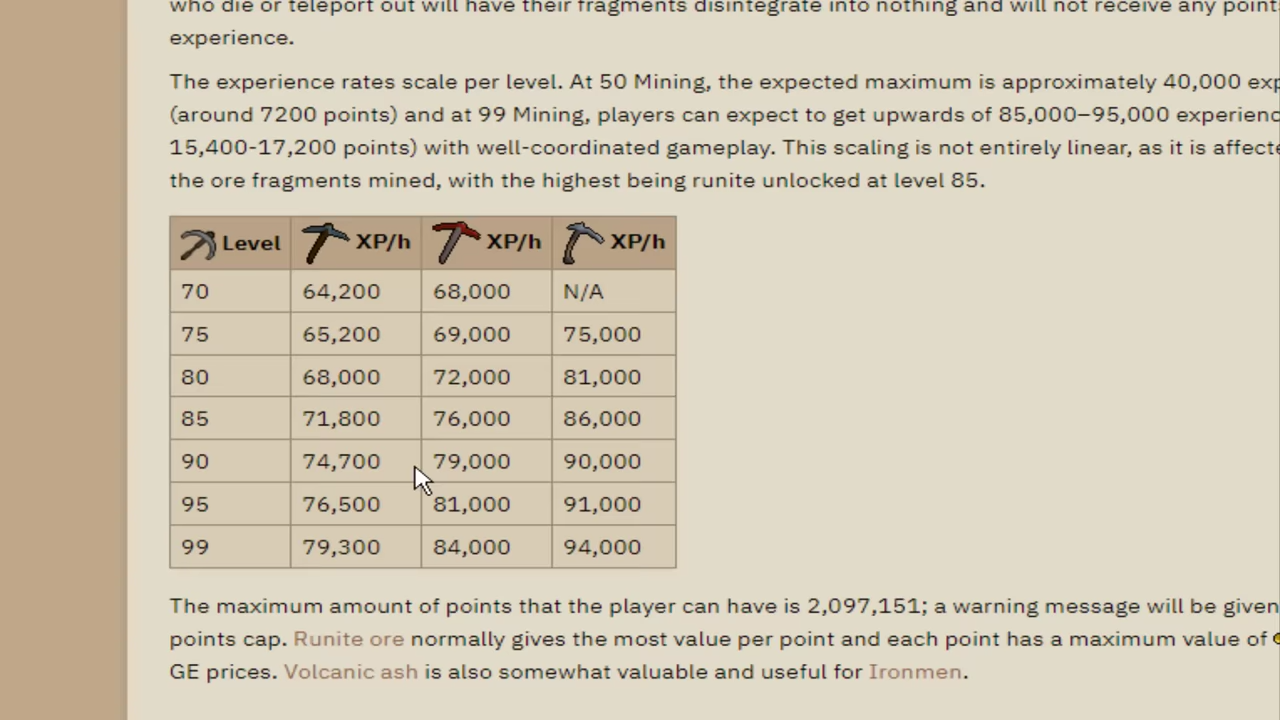 who die or teleport out will have their fragments disintegrate into nothing and will not receive any point
experience.
The experience rates scale per level. At 50 Mining, the expected maximum is approximately 40,000 exp
(around 7200 points) and at 99 Mining, players can expect to get upwards of 85,000–95,000 experienc
15,400-17,200 points) with well-coordinated gameplay. This scaling is not entirely linear, as it is affecte
the ore fragments mined, with the highest being runite unlocked at level 85.
Level XP/h XP/h XP/h
70 64,200 68,000 N/A
75 65,200 69,000 75,000
80 68,000 72,000 81,000
85 71,800 76,000 86,000
90 74,700 79,000 90,000
95 76,500 81,000 91,000
99 79,300 84,000 94,000
The maximum amount of points that the player can have is 2,097,151; a warning message will be given
points cap. Runite ore normally gives the most value per point and each point has a maximum value of
GE prices. Volcanic ash is also somewhat valuable and useful for Ironmen.